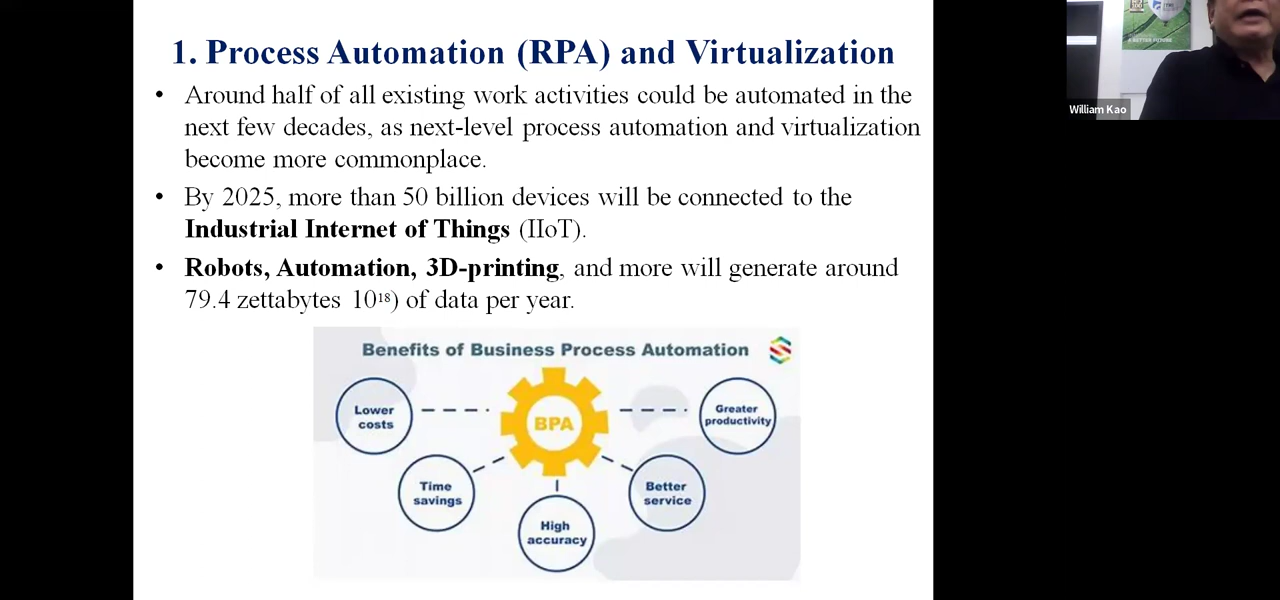 1. Process Automation (RPA) and Virtualization
• Around half of all existing work activities could be automated in the
next few decades, as next-level process automation and virtualization
become more commonplace.
• By 2025, more than 50 billion devices will be connected to the
Industrial Internet of Things (IIoT).
• Robots, Automation, 3D-printing, and more will generate around
79.4 zettabytes 10¹⁸) of data per year.
Benefits of Business Process Automation
Lower
costs
BPA
Greater
productivity
Time
savings
Better
service
High
accuracy
A BETTER FUTURE
William Kao